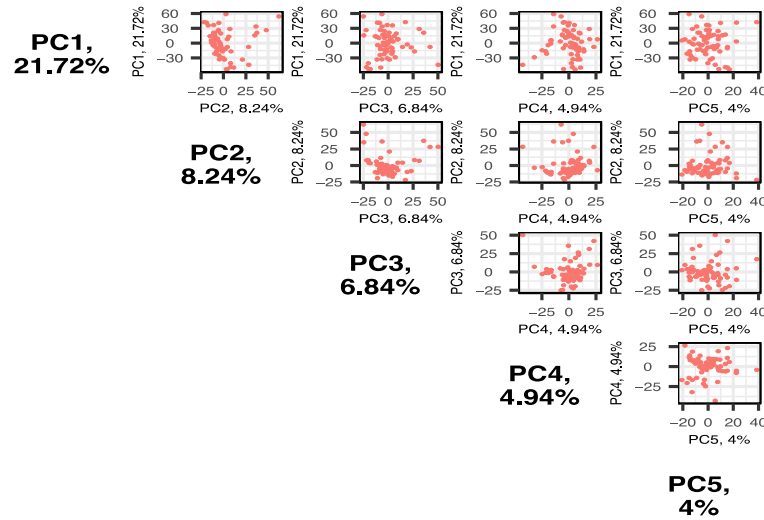 PC1,
21.72%
PC1, 21.72%
60
30
0
−30
−25 0 25 50
PC2, 8.24%
PC1, 21.72%
60
30
0
−30
−25 0 25 50
PC3, 6.84%
PC1, 21.72%
60
30
0
−30
−25 0 25
PC4, 4.94%
PC1, 21.72%
60
30
0
−30
−20 0 20 40
PC5, 4%
PC2,
8.24%
PC2, 8.24%
50
25
0
−25
−25 0 25 50
PC3, 6.84%
PC2, 8.24%
50
25
0
−25
−25 0 25
PC4, 4.94%
PC2, 8.24%
50
25
0
−25
−20 0 20 40
PC5, 4%
PC3,
6.84%
PC3, 6.84%
50
25
0
−25
−25 0 25
PC4, 4.94%
PC3, 6.84%
50
25
0
−25
−20 0 20 40
PC5, 4%
PC4,
4.94%
PC4, 4.94%
25
0
−25
−20 0 20 40
PC5, 4%
PC5,
4%